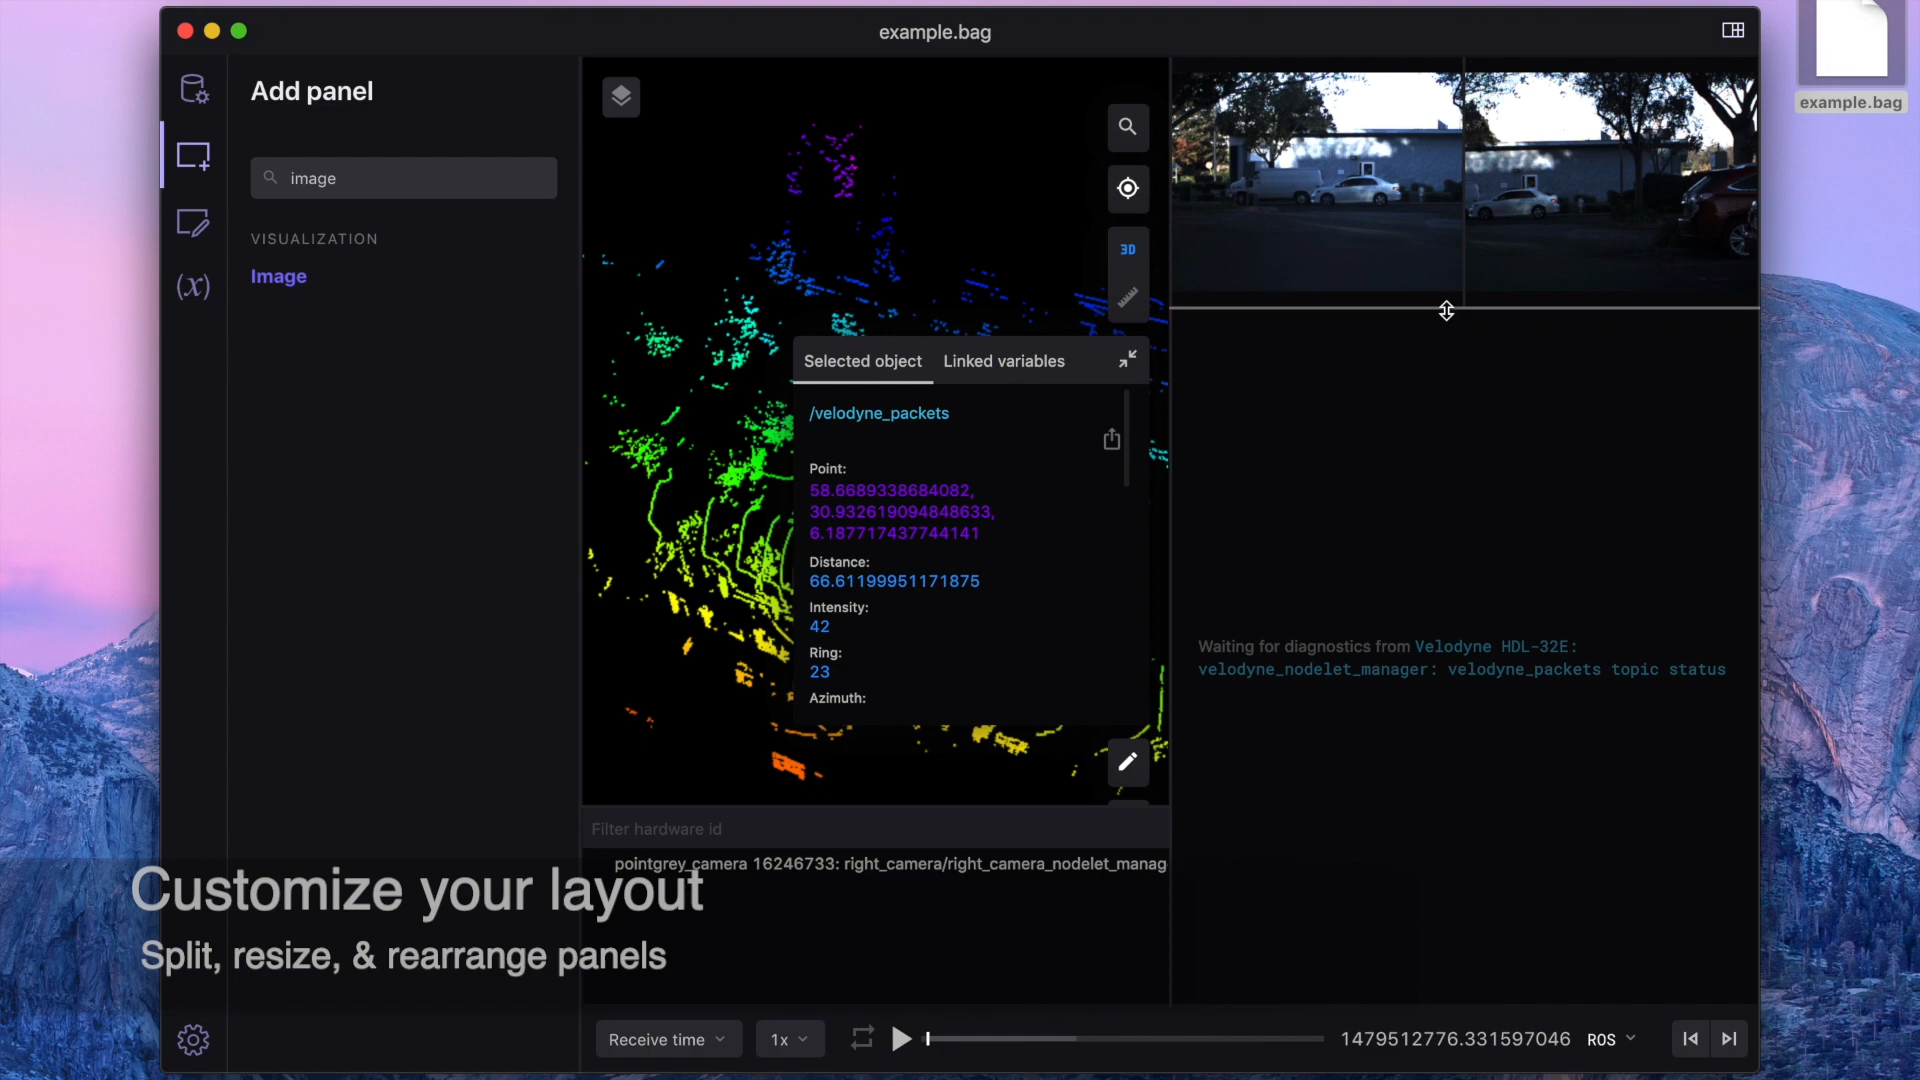 example.bag
example.bag
Add panel
image
VISUALIZATION
Image
(x)
3D
Selected object
Linked variables
/velodyne_packets
Point:
58.6689338684082,
30.932619094848633,
6.187717437744141
Distance:
66.61199951171875
Intensity:
42
Ring:
23
Azimuth:
Waiting for diagnostics from Velodyne HDL-32E:
velodyne_nodelet_manager: velodyne_packets topic status
Filter hardware id
pointgrey_camera 16246733: right_camera/right_camera_nodelet_manag
Customize your layout
Split, resize, & rearrange panels
Receive time
1x
1479512776.331597046
ROS